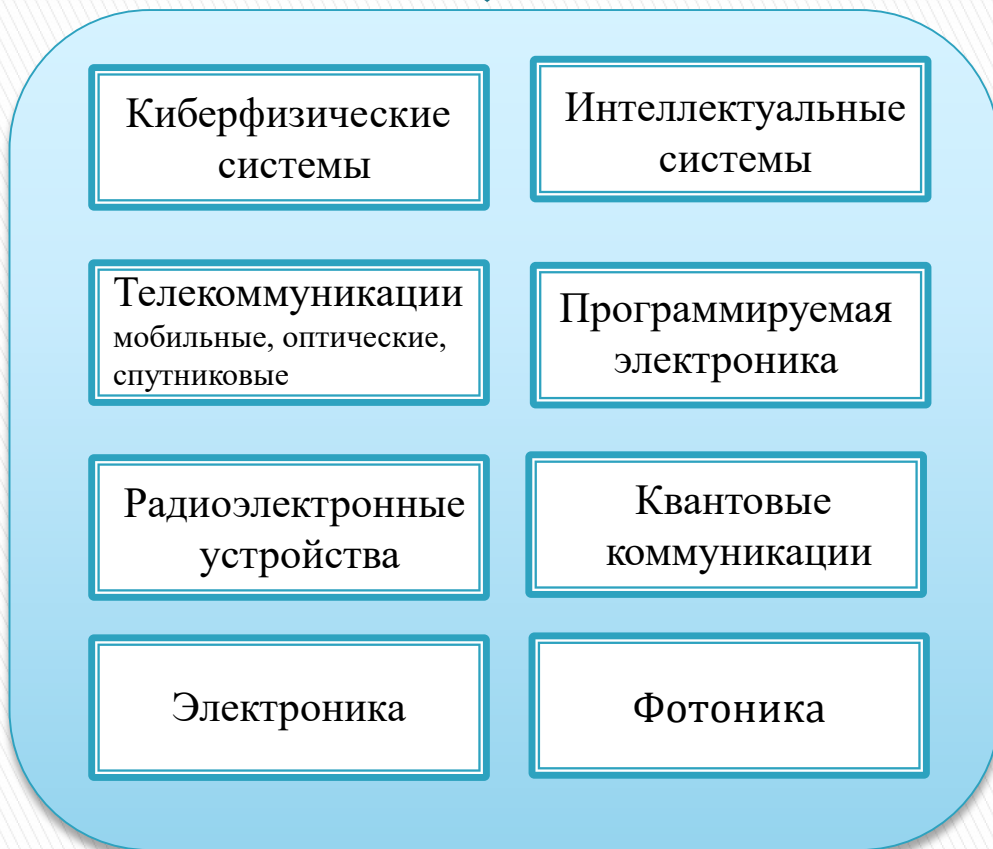 Киберфизические
системы
Интеллектуальные
системы
Телекоммуникации
мобильные, оптические,
спутниковые
Программируемая
электроника
Радиоэлектронные
устройства
Квантовые
коммуникации
Электроника
Фотоника